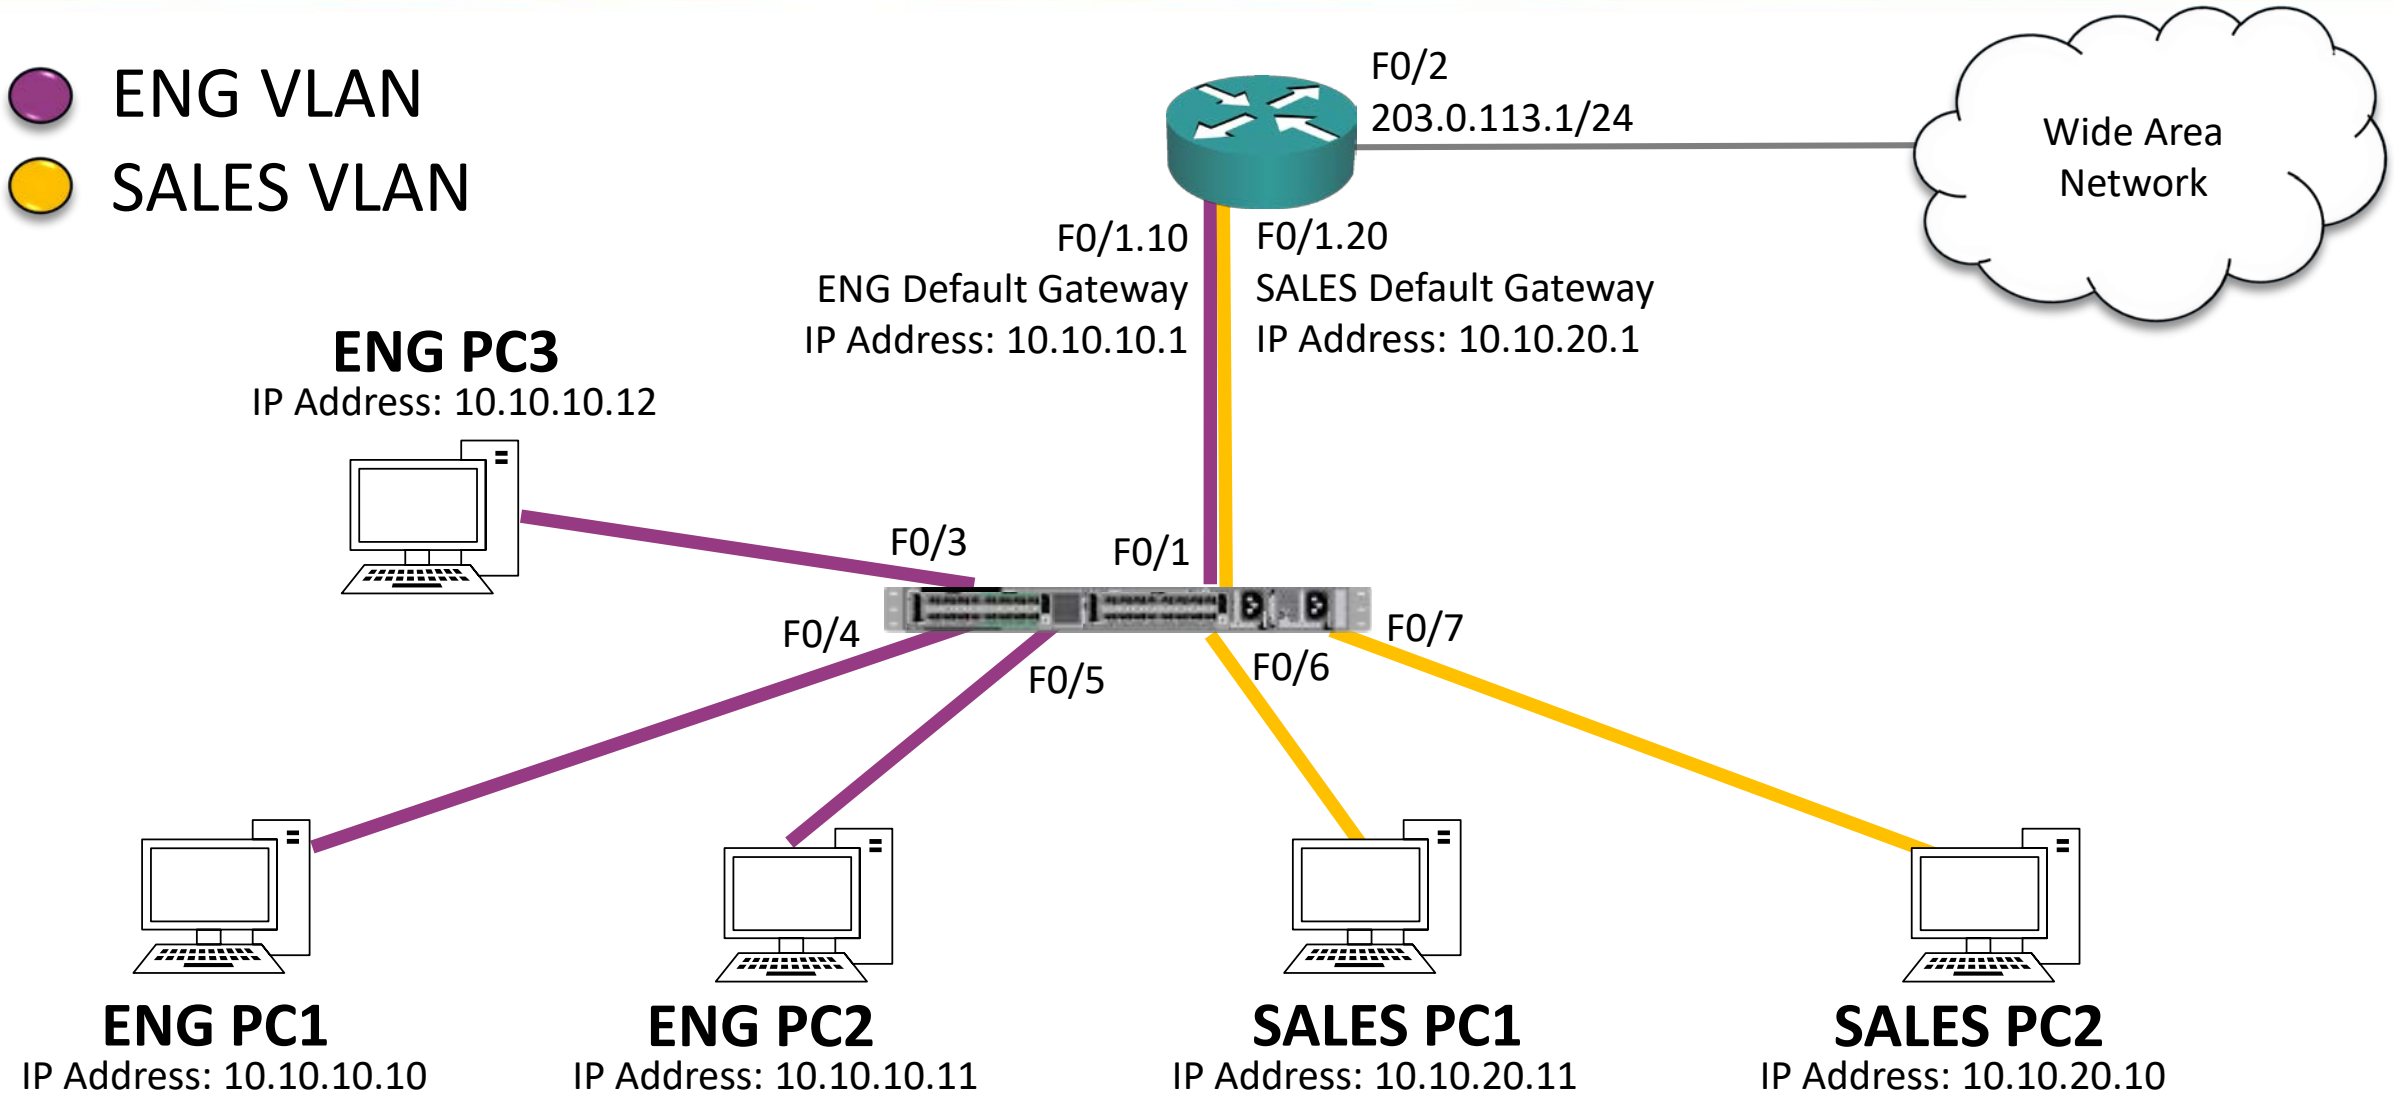 ENG VLAN
SALES VLAN
F0/2
203.0.113.1/24
Wide Area
Network
F0/1.10
ENG Default Gateway
IP Address: 10.10.10.1
F0/1.20
SALES Default Gateway
IP Address: 10.10.20.1
ENG PC3
IP Address: 10.10.10.12
F0/3
F0/1
F0/4
F0/5
F0/6
F0/7
ENG PC1
IP Address: 10.10.10.10
ENG PC2
IP Address: 10.10.10.11
SALES PC1
IP Address: 10.10.20.11
SALES PC2
IP Address: 10.10.20.10